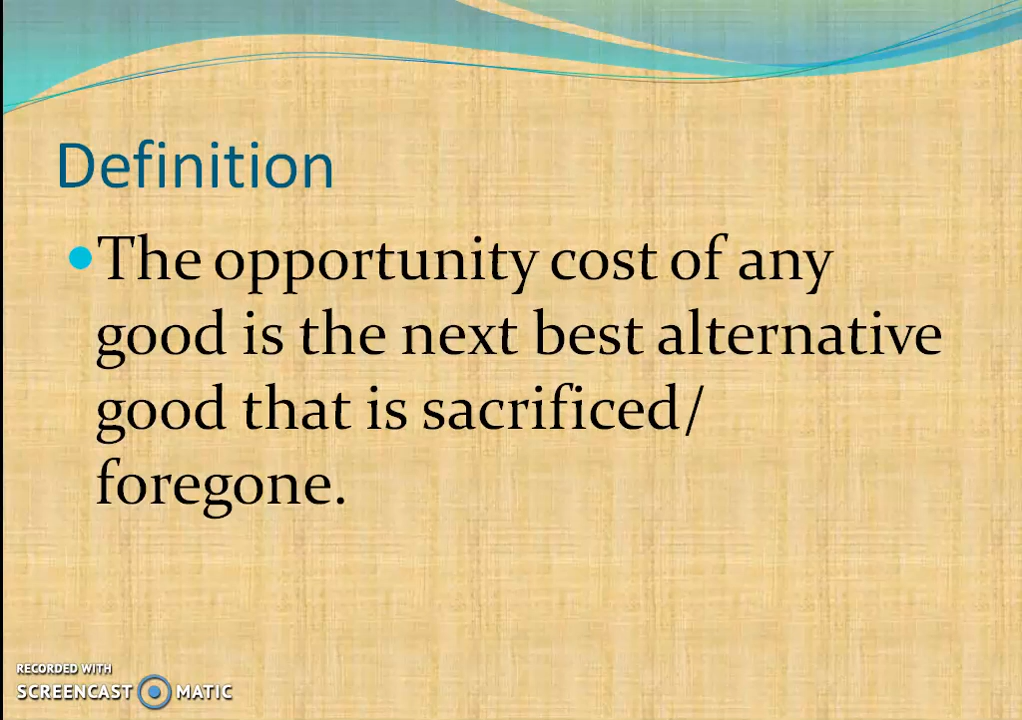 Definition
•The opportunity cost of any
good is the next best alternative
good that is sacrificed/
foregone.
RECORDED WITH
SCREENCAST MATIC